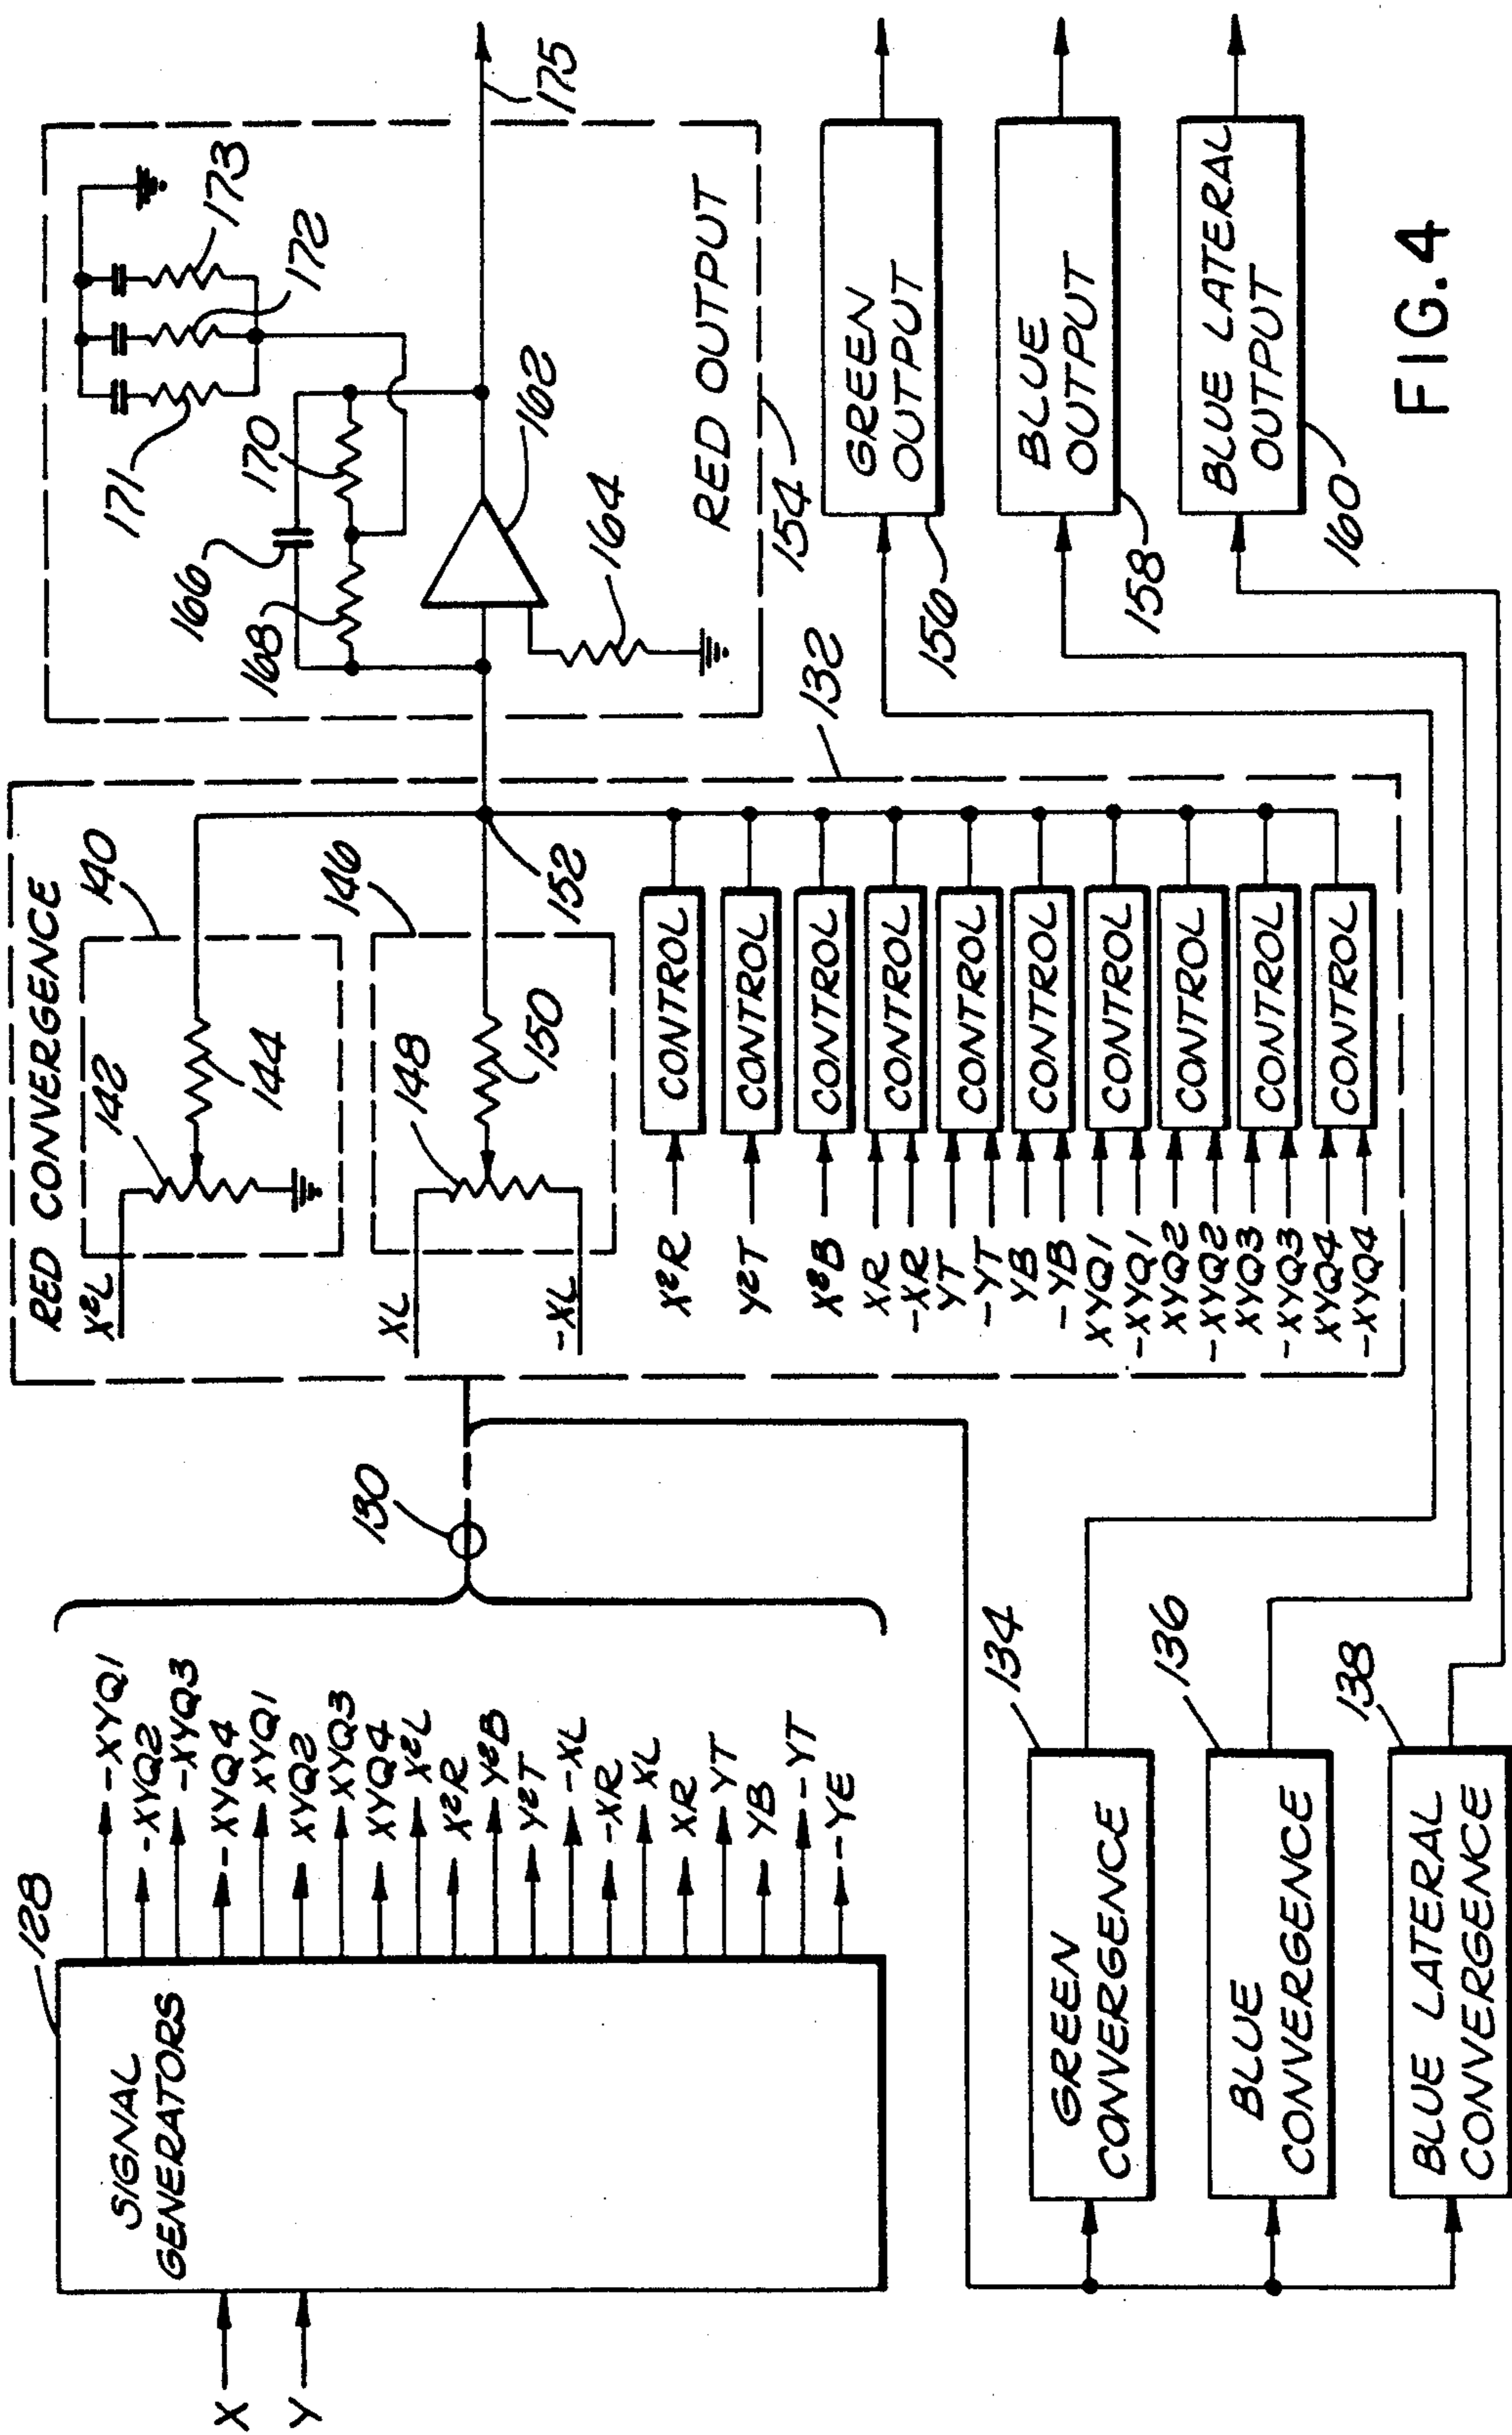 X
Y
SIGNAL
GENERATORS
128
-XYQ1
-XYQ2
-XYQ3
-XYQ4
XYQ1
XYQ2
XYQ3
XYQ4
X²L
X²R
Y²B
Y²T
-XL
-XR
XL
XR
YT
YB
-YT
-YE
130
RED CONVERGENCE
140
142
X²L
144
146
148
XL
150
-XL
152
132
X²R
CONTROL
Y²T
CONTROL
X²B
CONTROL
XR
-XR
CONTROL
YT
-YT
CONTROL
YB
-YB
CONTROL
XYQ1
-XYQ1
CONTROL
XYQ2
-XYQ2
CONTROL
XYQ3
-XYQ3
CONTROL
XYQ4
-XYQ4
CONTROL
171
172
173
166
168
170
162
164
RED OUTPUT
154
175
GREEN
CONVERGENCE
134
BLUE
CONVERGENCE
136
BLUE LATERAL
CONVERGENCE
138
GREEN
OUTPUT
156
BLUE
OUTPUT
158
BLUE LATERAL
OUTPUT
160
FIG.4